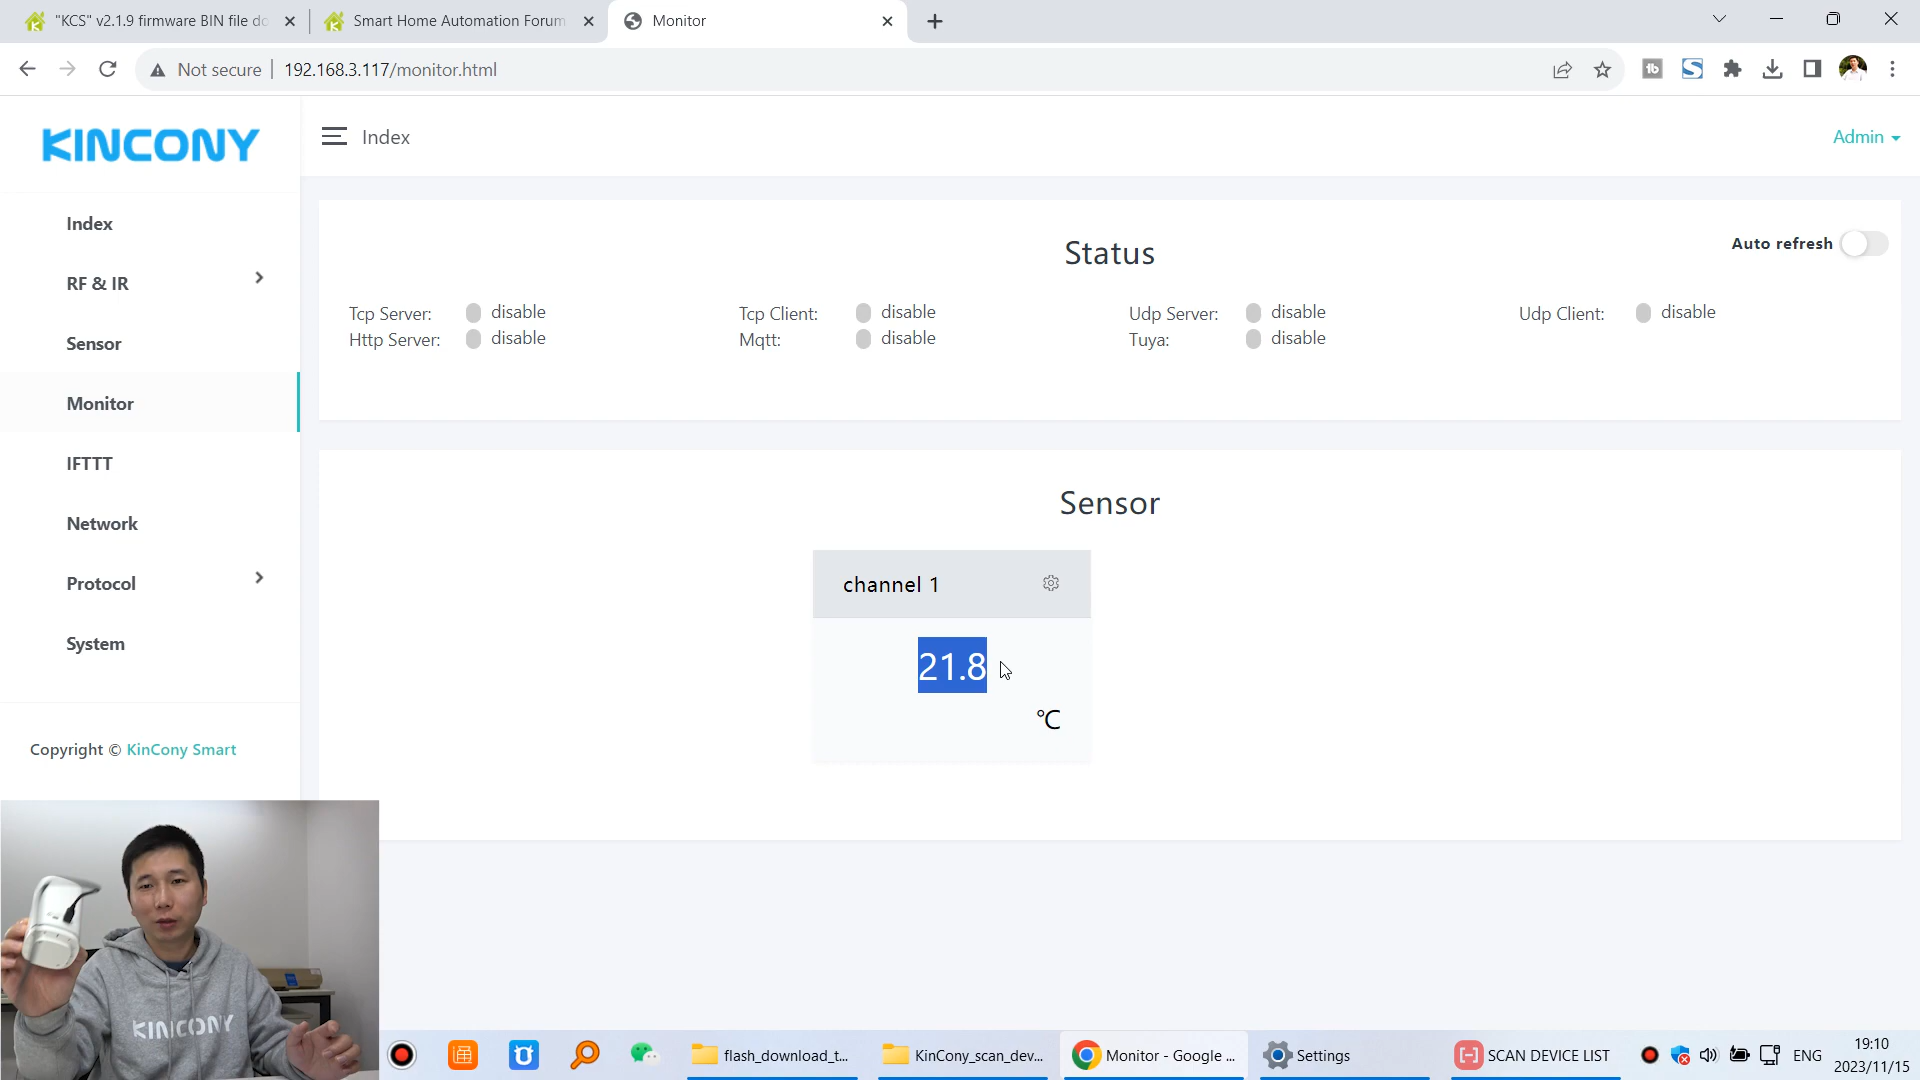 "KCS" v2.1.9 firmware BIN file do
Smart Home Automation Forum
Monitor
Not secure
192.168.3.117/monitor.html
KINCONY
Index
Admin
Index
RF & IR
Sensor
Monitor
IFTTT
Network
Protocol
System
Copyright © KinCony Smart
Status
Auto refresh
Tcp Server: disable
Tcp Client: disable
Udp Server: disable
Udp Client: disable
Http Server: disable
Mqtt: disable
Tuya: disable
Sensor
channel 1
21.8
℃
KINCONY
flash_download_t...
KinCony_scan_dev...
Monitor - Google ...
Settings
SCAN DEVICE LIST
ENG
19:10
2023/11/15